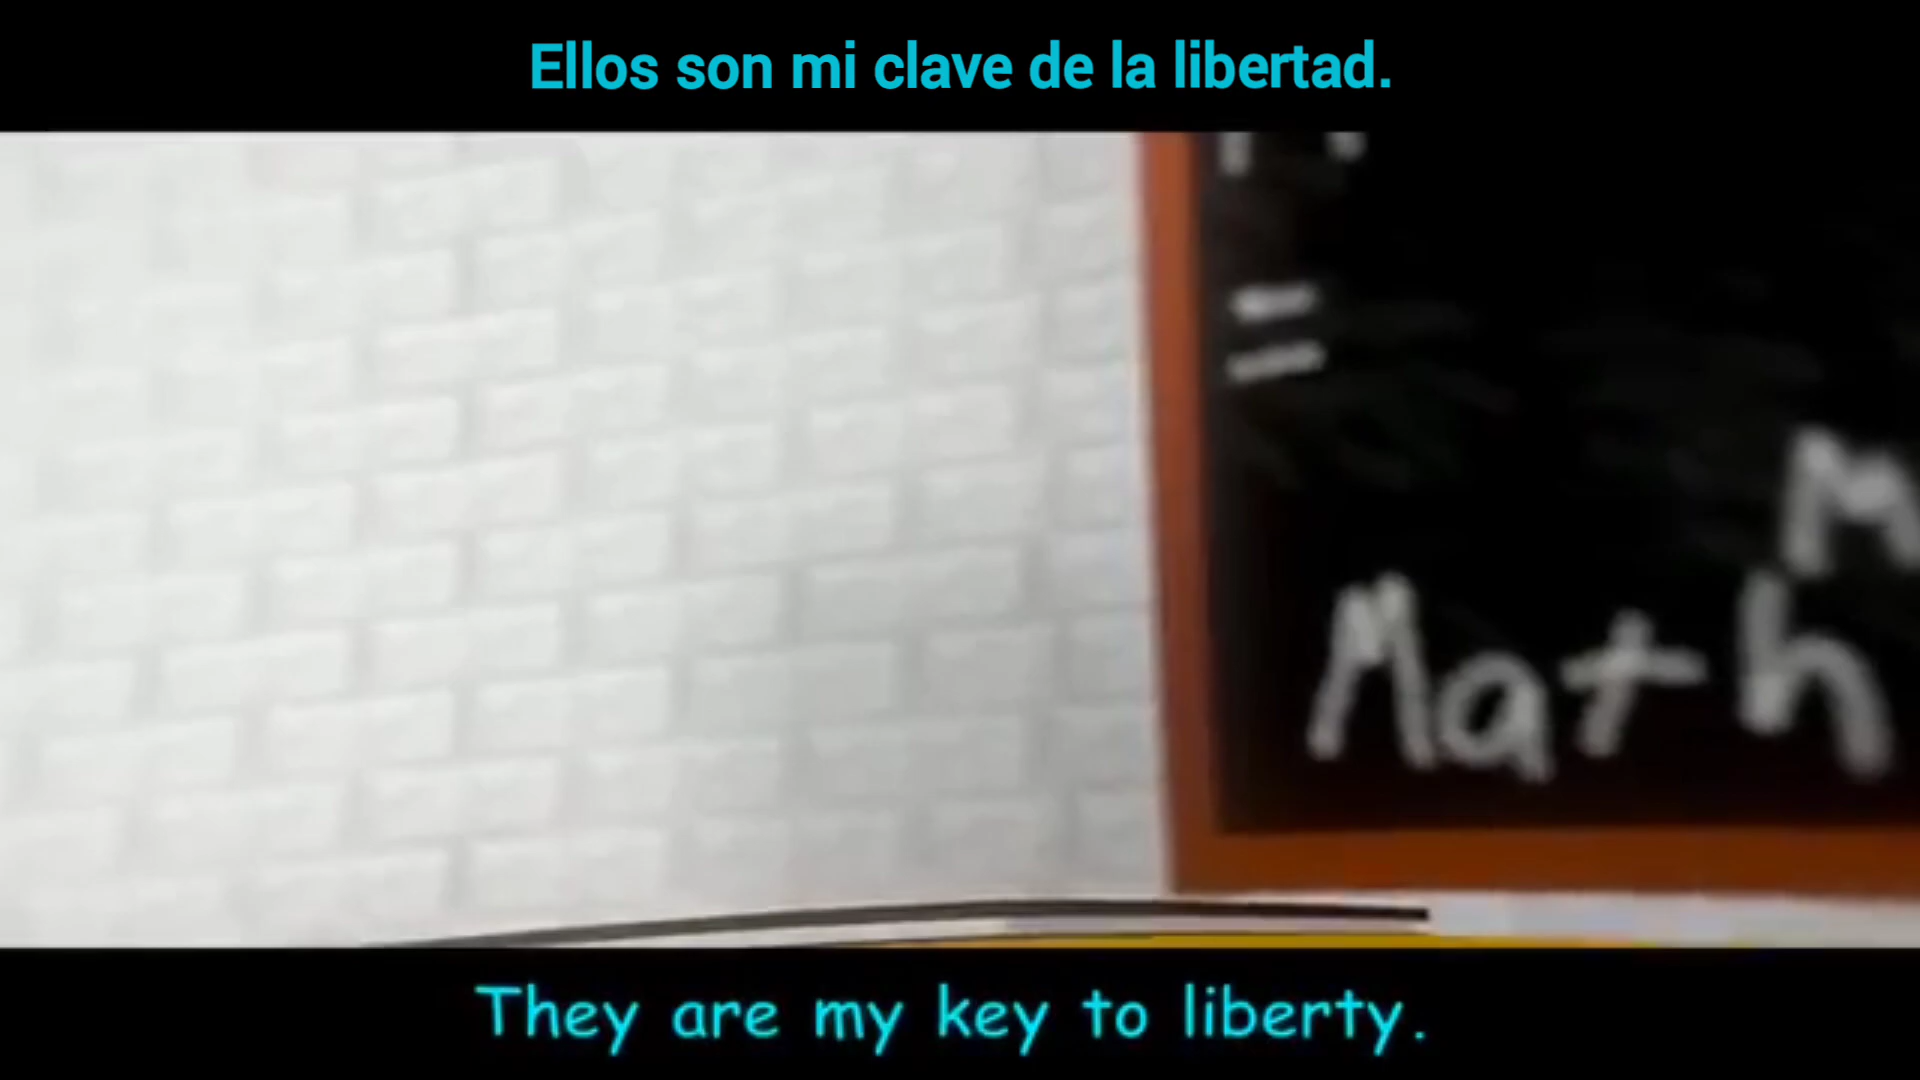 Ellos son mi clave de la libertad.
=
M
Math
They are my key to liberty.